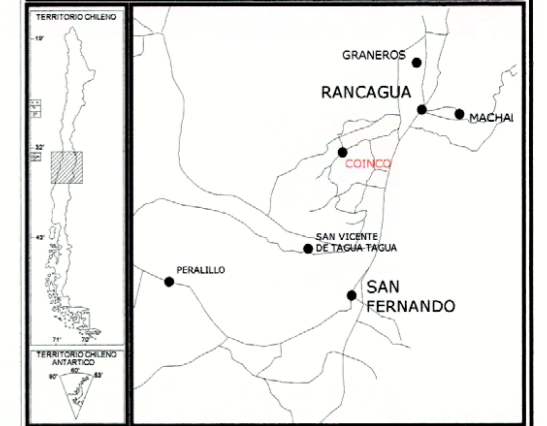 TERRITORIO CHILENO
19°
32°
43°
71° 70°
TERRITORIO CHILENO
ANTARTICO
90° 60° 53°
GRANEROS
RANCAGUA
MACHAI
COINCO
SAN VICENTE
DE TAGUA TAGUA
PERALILLO
SAN
FERNANDO